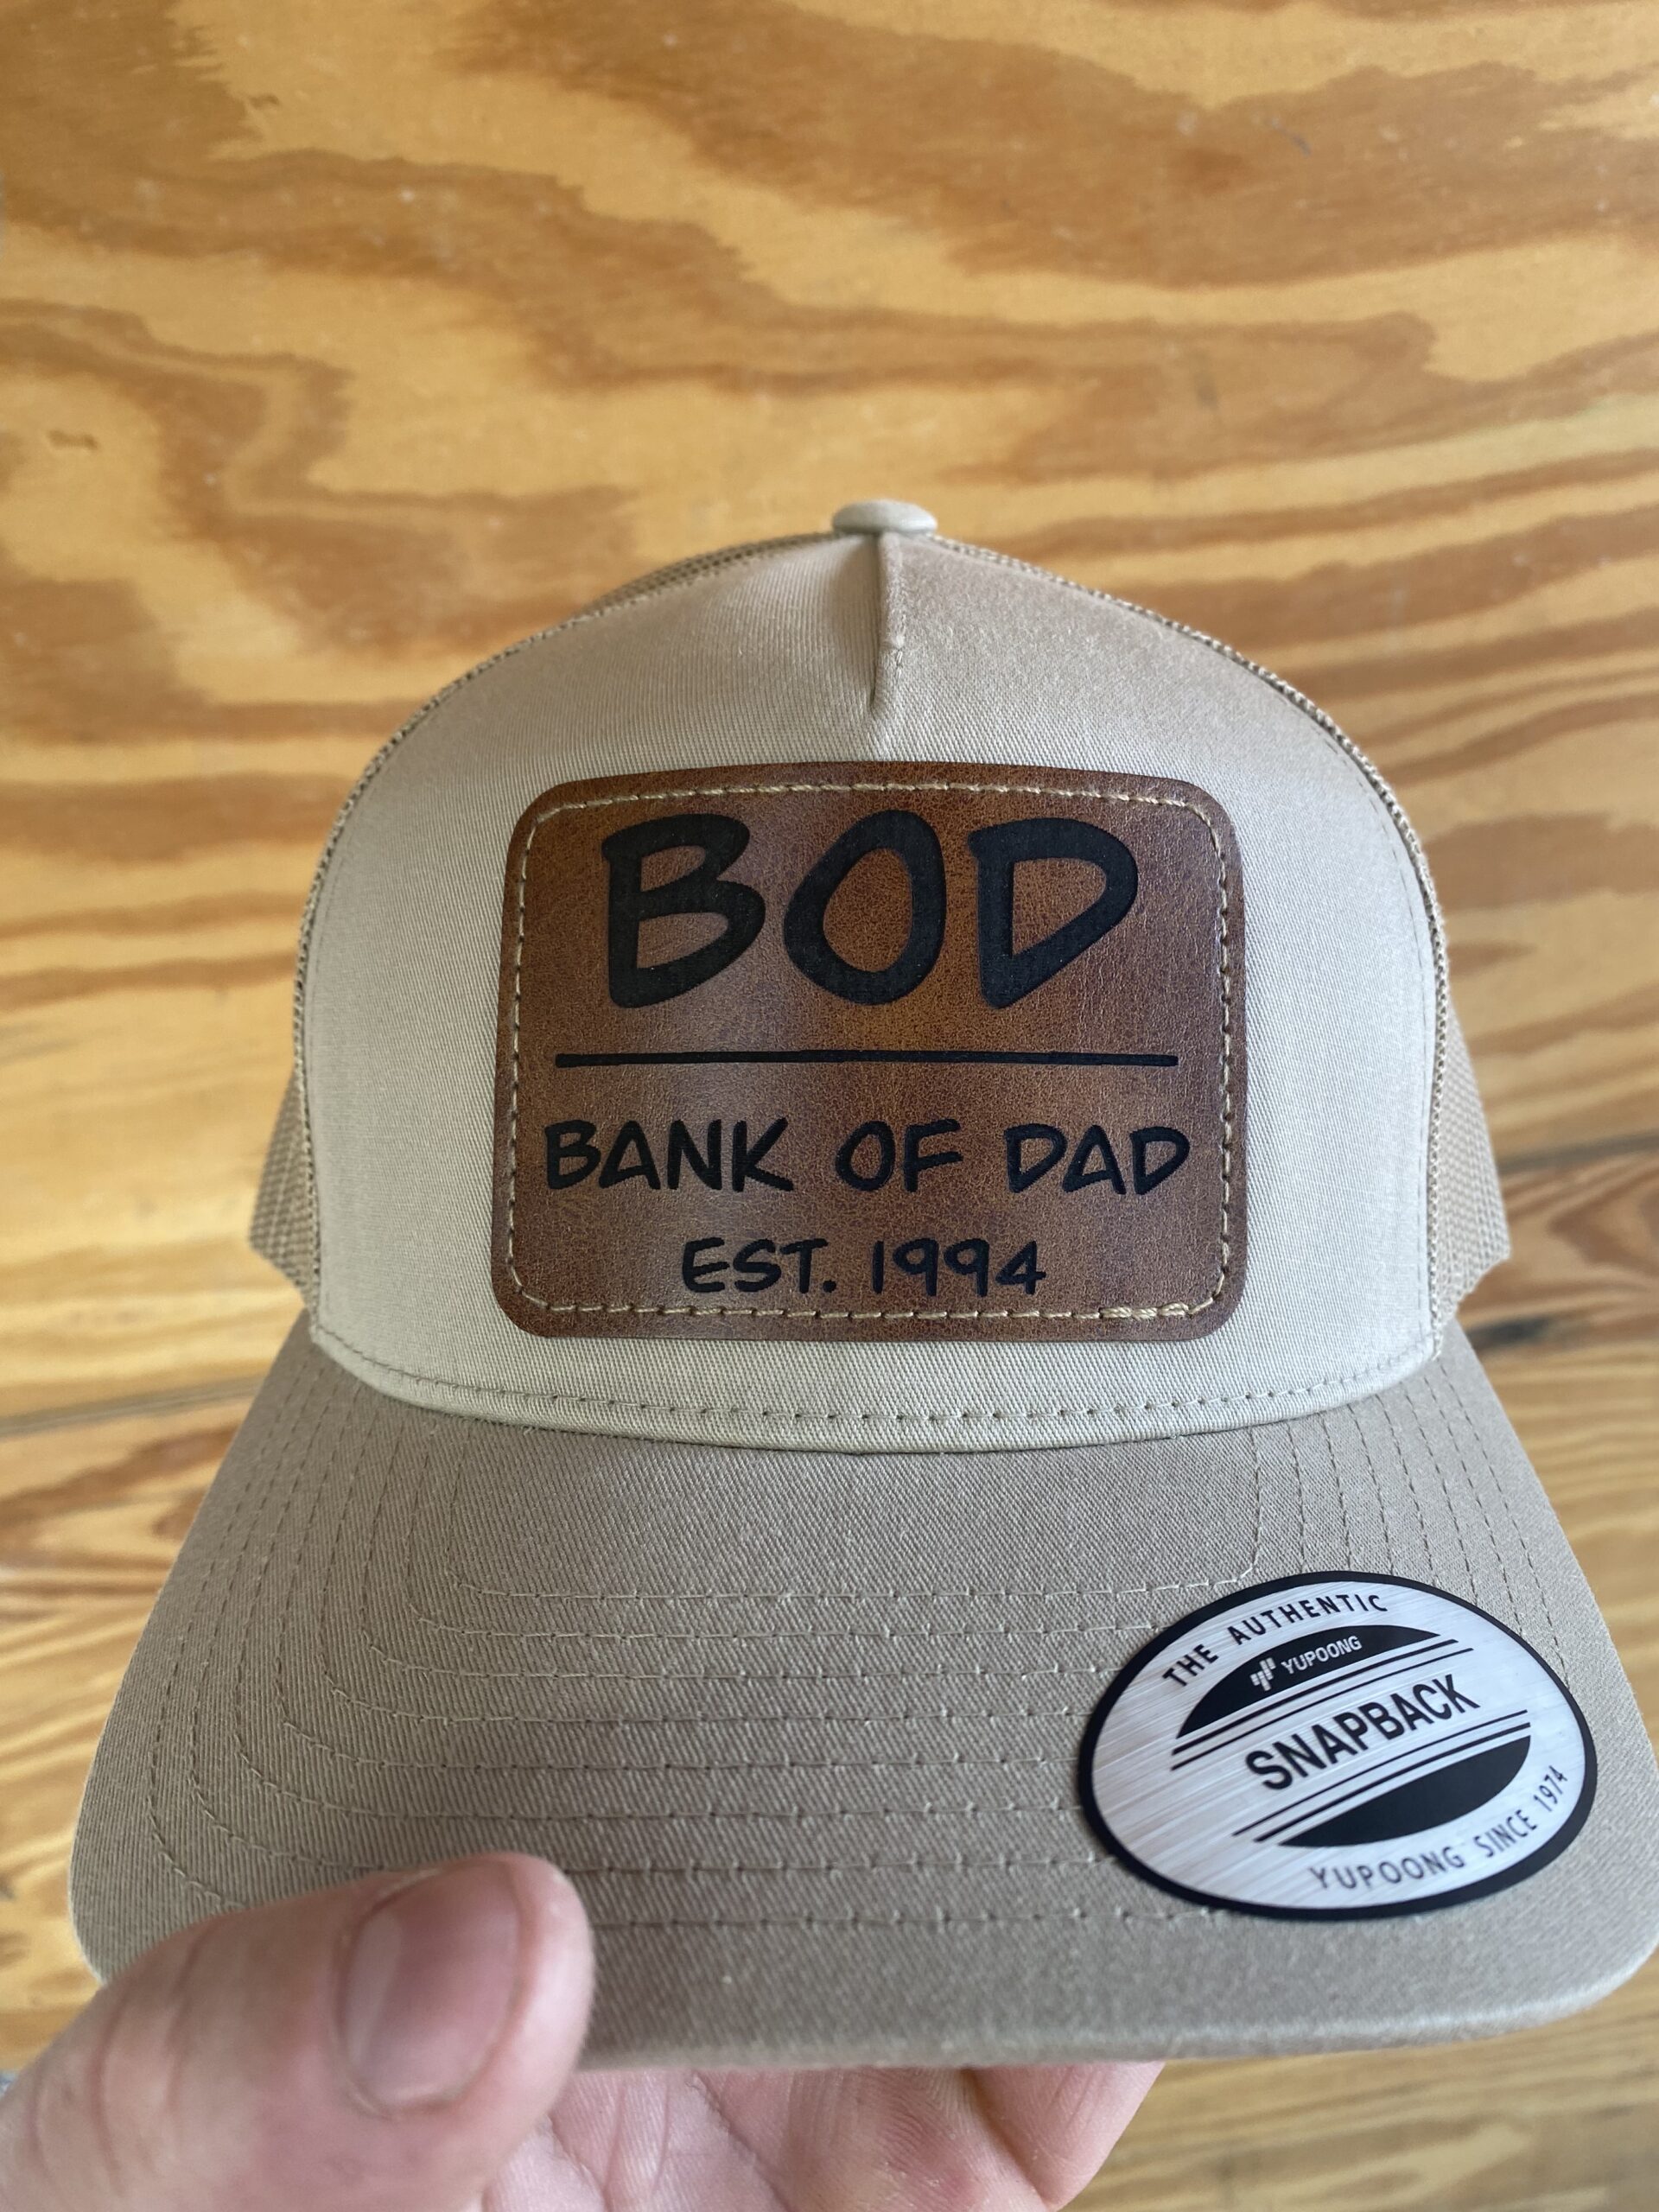 BOD
BANK OF DAD
EST. 1994
THE AUTHENTIC
YUPOONG
SNAPBACK
YUPOONG SINCE 1974